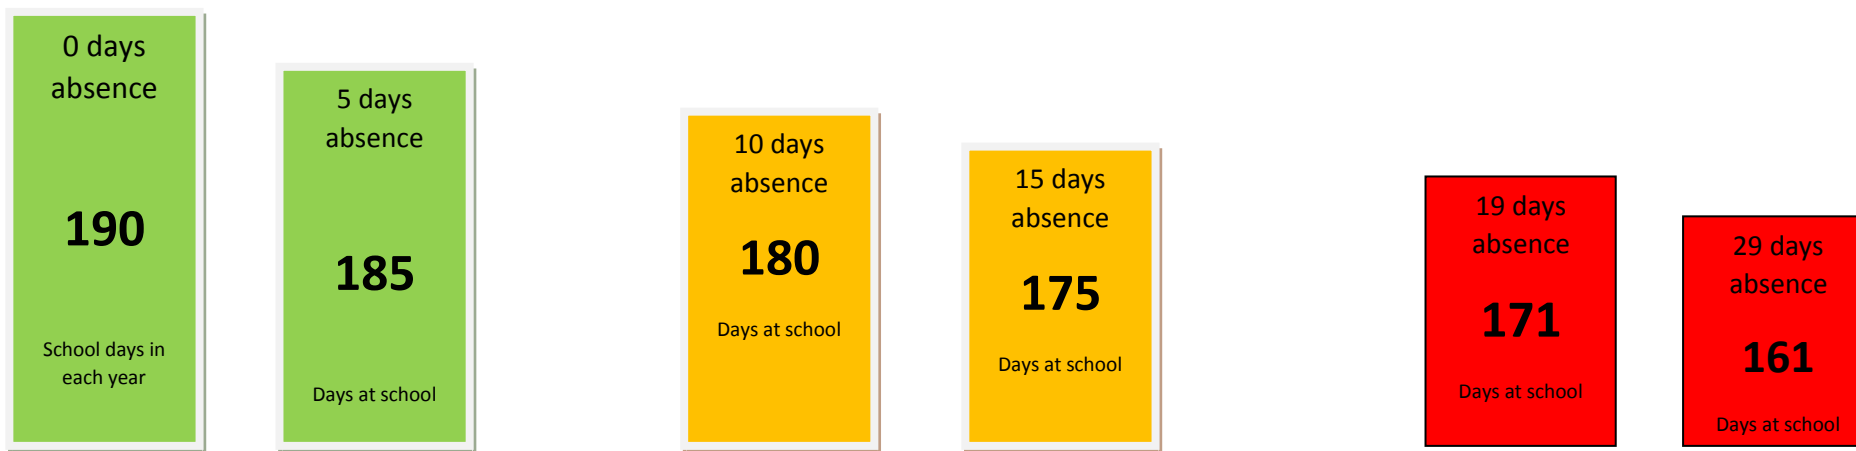 0 days
absence
190
School days in
each year
5 days
absence
185
Days at school
10 days
absence
180
Days at school
15 days
absence
175
Days at school
19 days
absence
171
Days at school
29 days
absence
161
Days at school